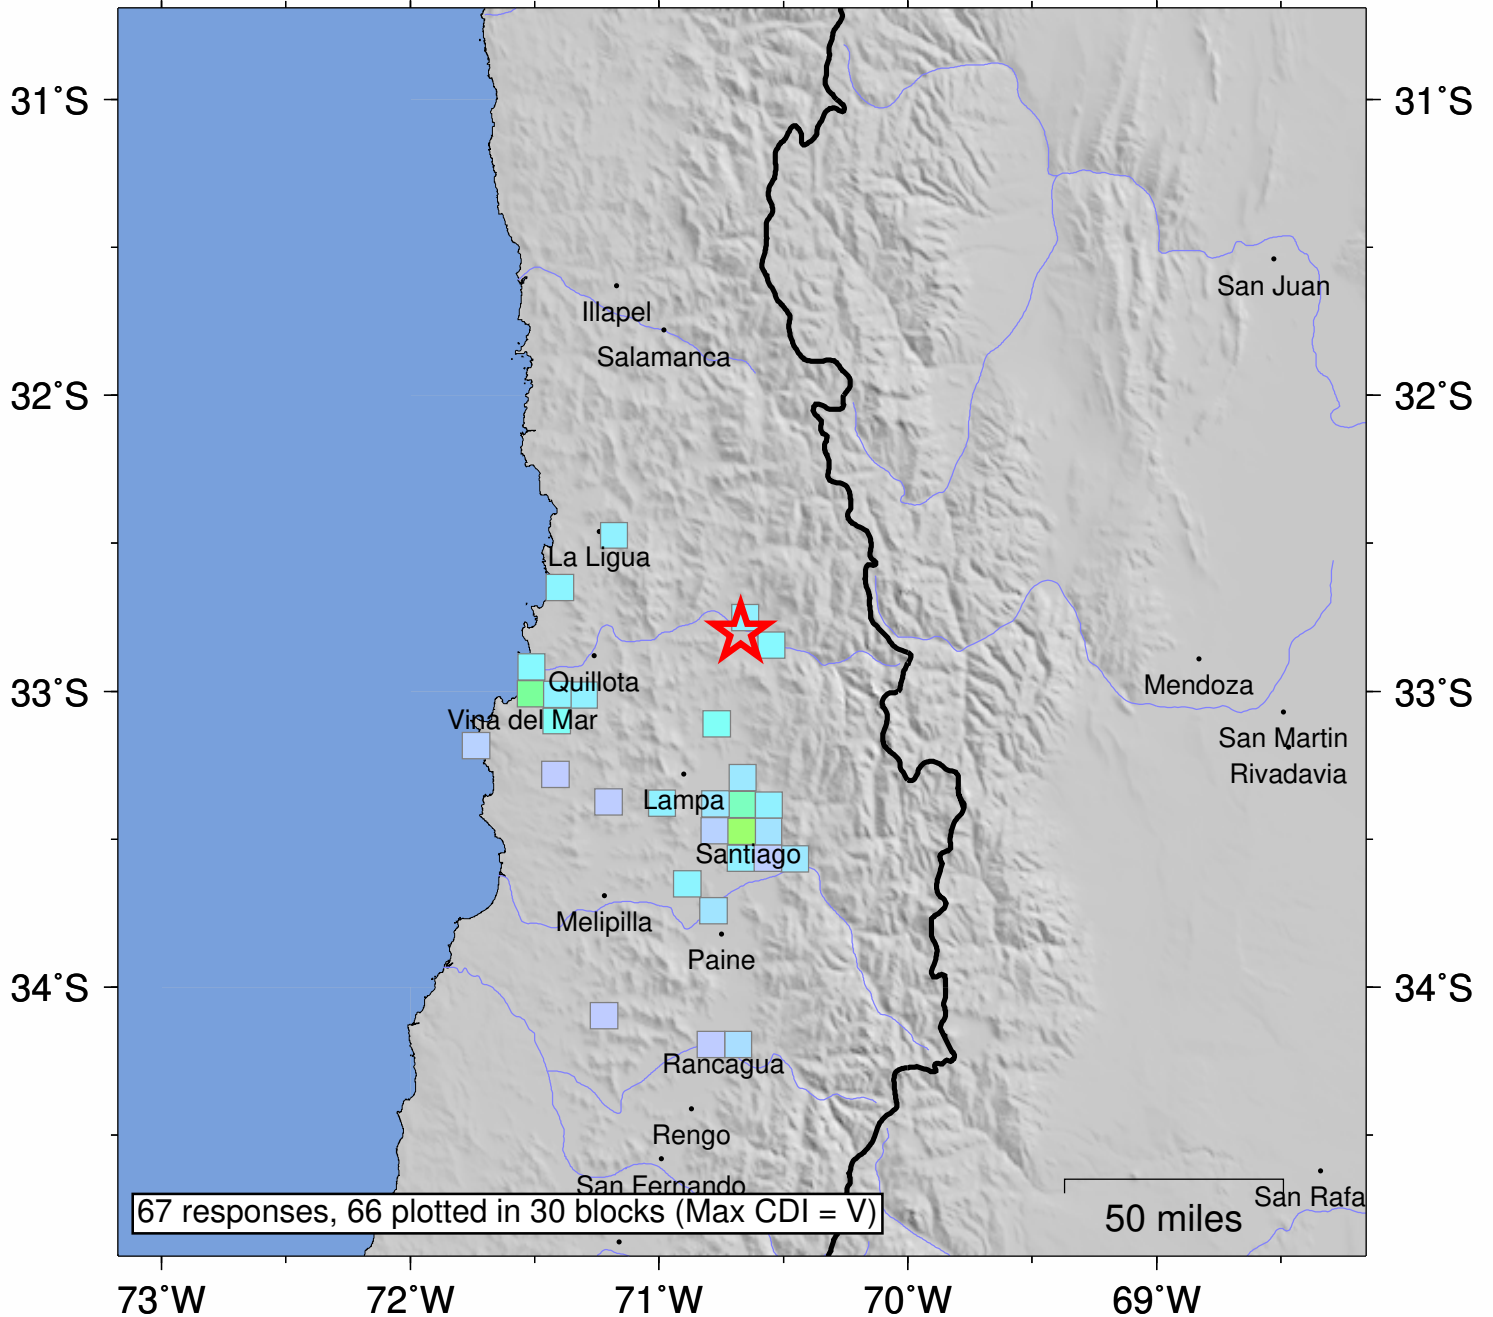 31°S
31°S
San Juan
Illapel
Salamanca
32°S
32°S
La Ligua
Quillota
Mendoza
33°S
33°S
Vina del Mar
San Martin
Rivadavia
Lampa
Santiago
Melipilla
Paine
34°S
34°S
Rancagua
Rengo
San Fernando
San Rafa
67 responses, 66 plotted in 30 blocks (Max CDI = V)
50 miles
73°W
72°W
71°W
70°W
69°W